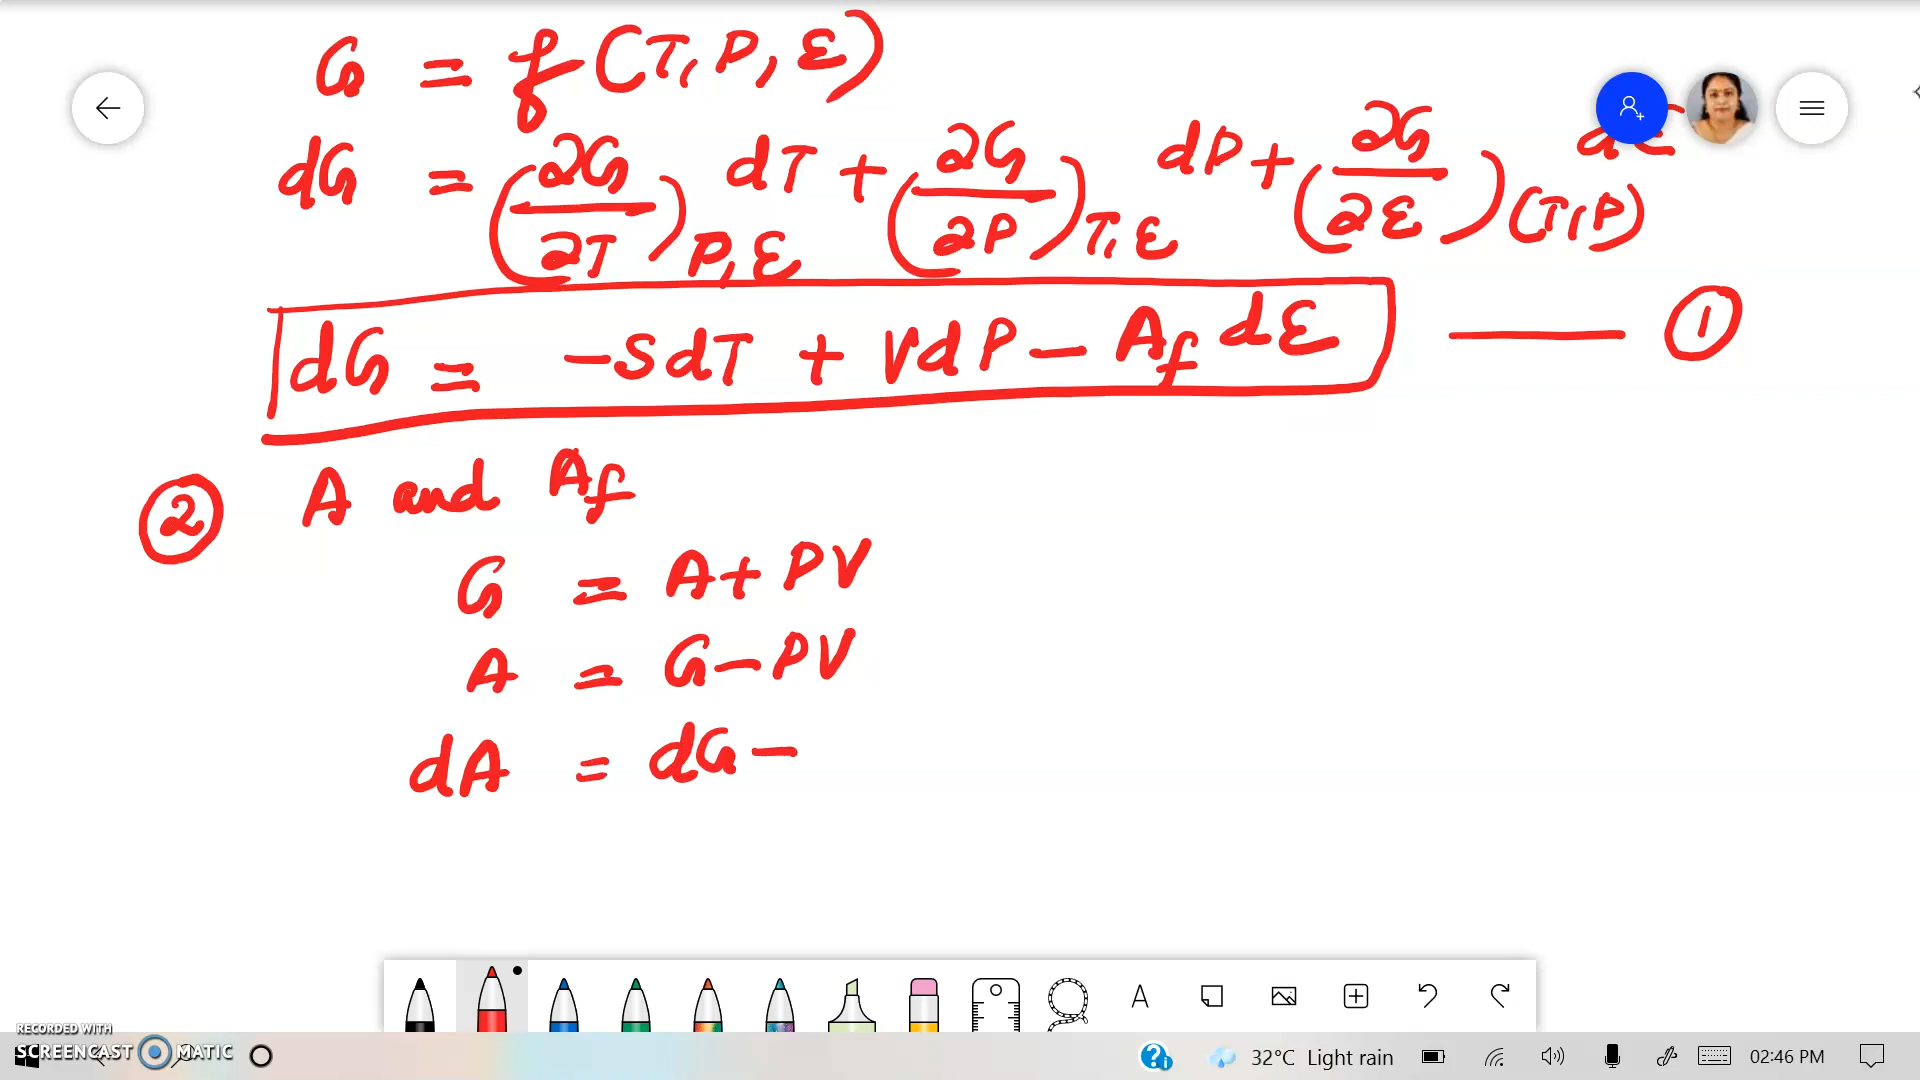 G = f (T, P, ε)
dG = (∂G/∂T)P,ε dT + (∂G/∂P)T,ε dP + (∂G/∂ε)(T,P) dε
dG = -SdT + VdP - Af dε ——— ①
② A and Af
G = A + PV
A = G - PV
dA = dG -
RECORDED WITH
SCREENCAST MATIC
32°C Light rain
02:46 PM